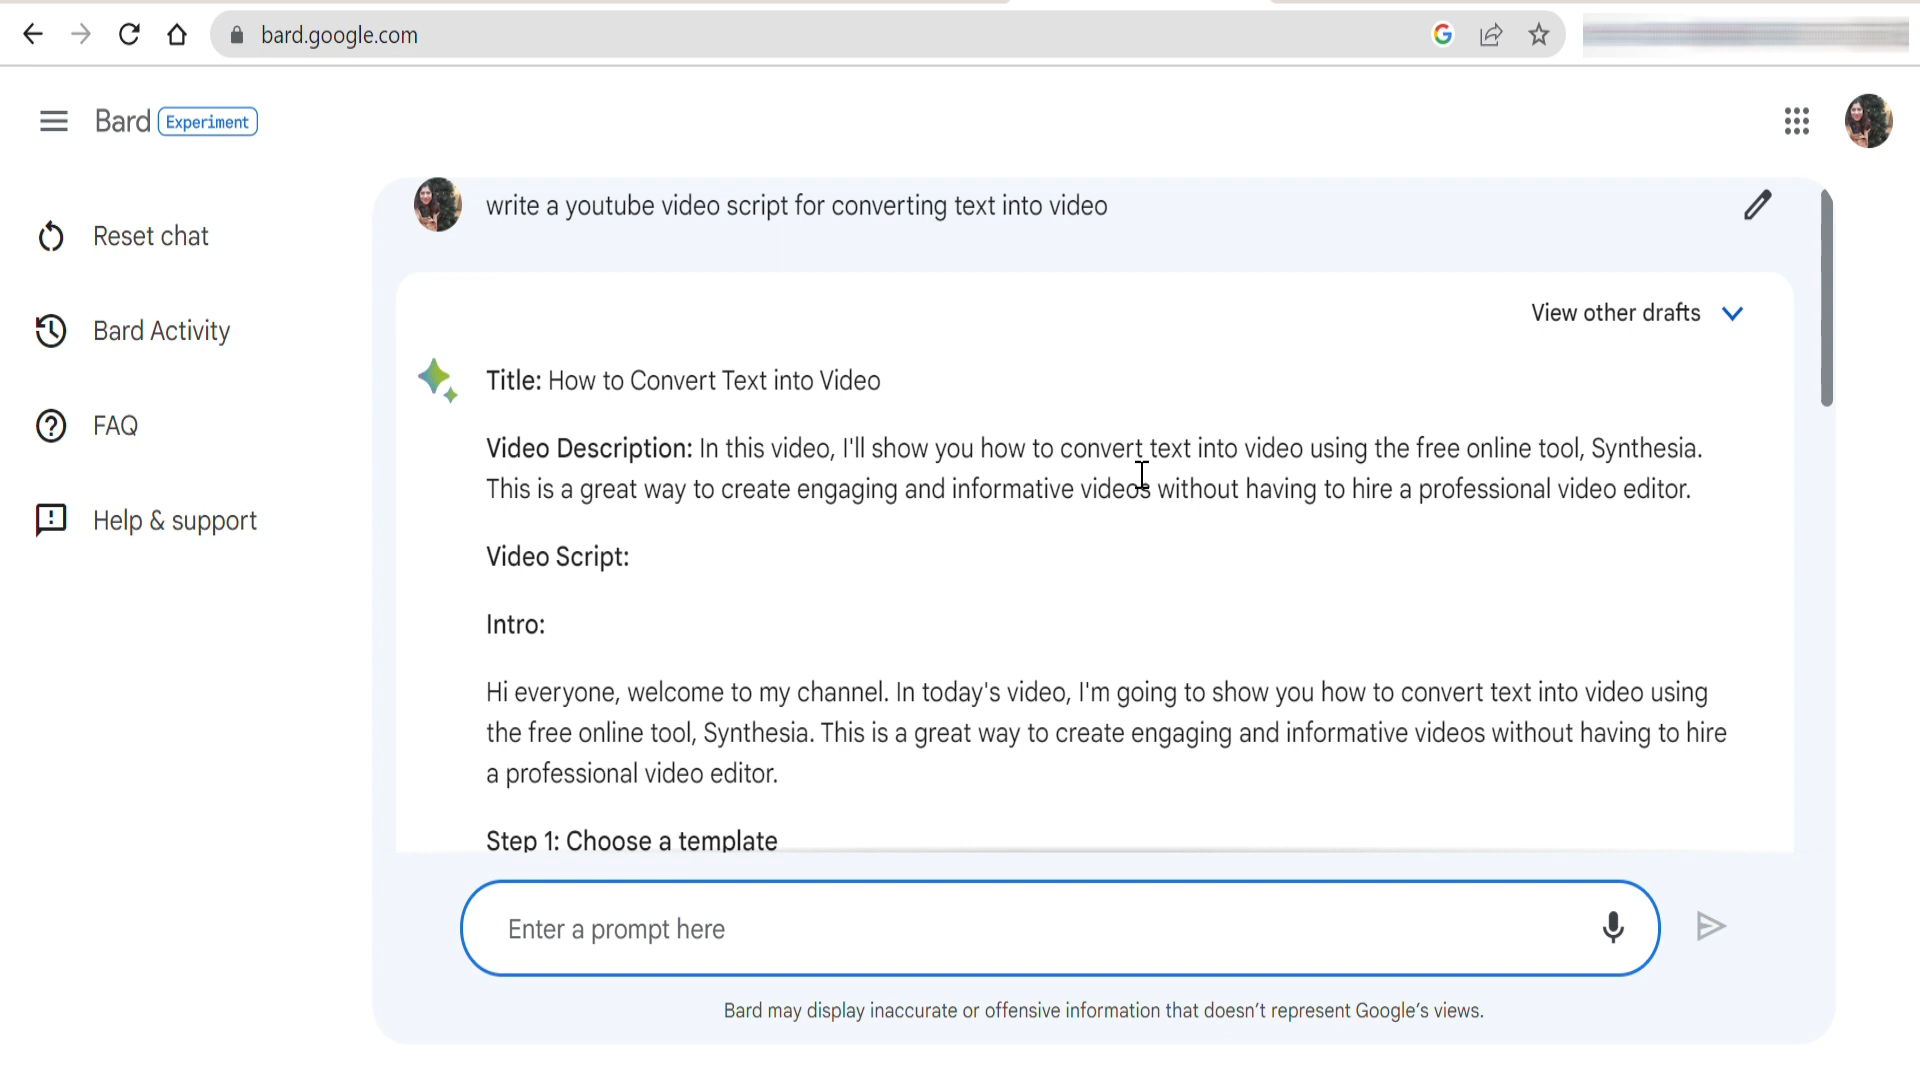 bard.google.com
Bard Experiment
Reset chat
Bard Activity
FAQ
Help & support
write a youtube video script for converting text into video
View other drafts
Title: How to Convert Text into Video
Video Description: In this video, I'll show you how to convert text into video using the free online tool, Synthesia.
This is a great way to create engaging and informative videos without having to hire a professional video editor.
Video Script:
Intro:
Hi everyone, welcome to my channel. In today's video, I'm going to show you how to convert text into video using
the free online tool, Synthesia. This is a great way to create engaging and informative videos without having to hire
a professional video editor.
Step 1: Choose a template
Enter a prompt here
Bard may display inaccurate or offensive information that doesn’t represent Google’s views.